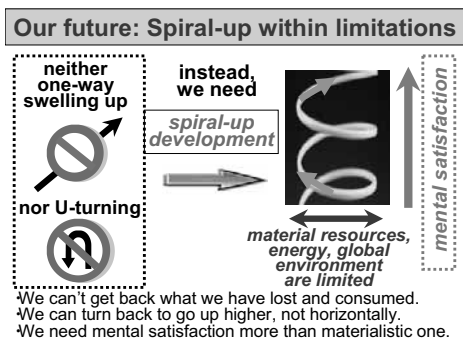 Our future: Spiral-up within limitations
neither
one-way
swelling up
nor U-turning
instead,
we need
spiral-up
development
material resources,
energy, global
environment
are limited
mental satisfaction
·We can't get back what we have lost and consumed.
·We can turn back to go up higher, not horizontally.
·We need mental satisfaction more than materialistic one.